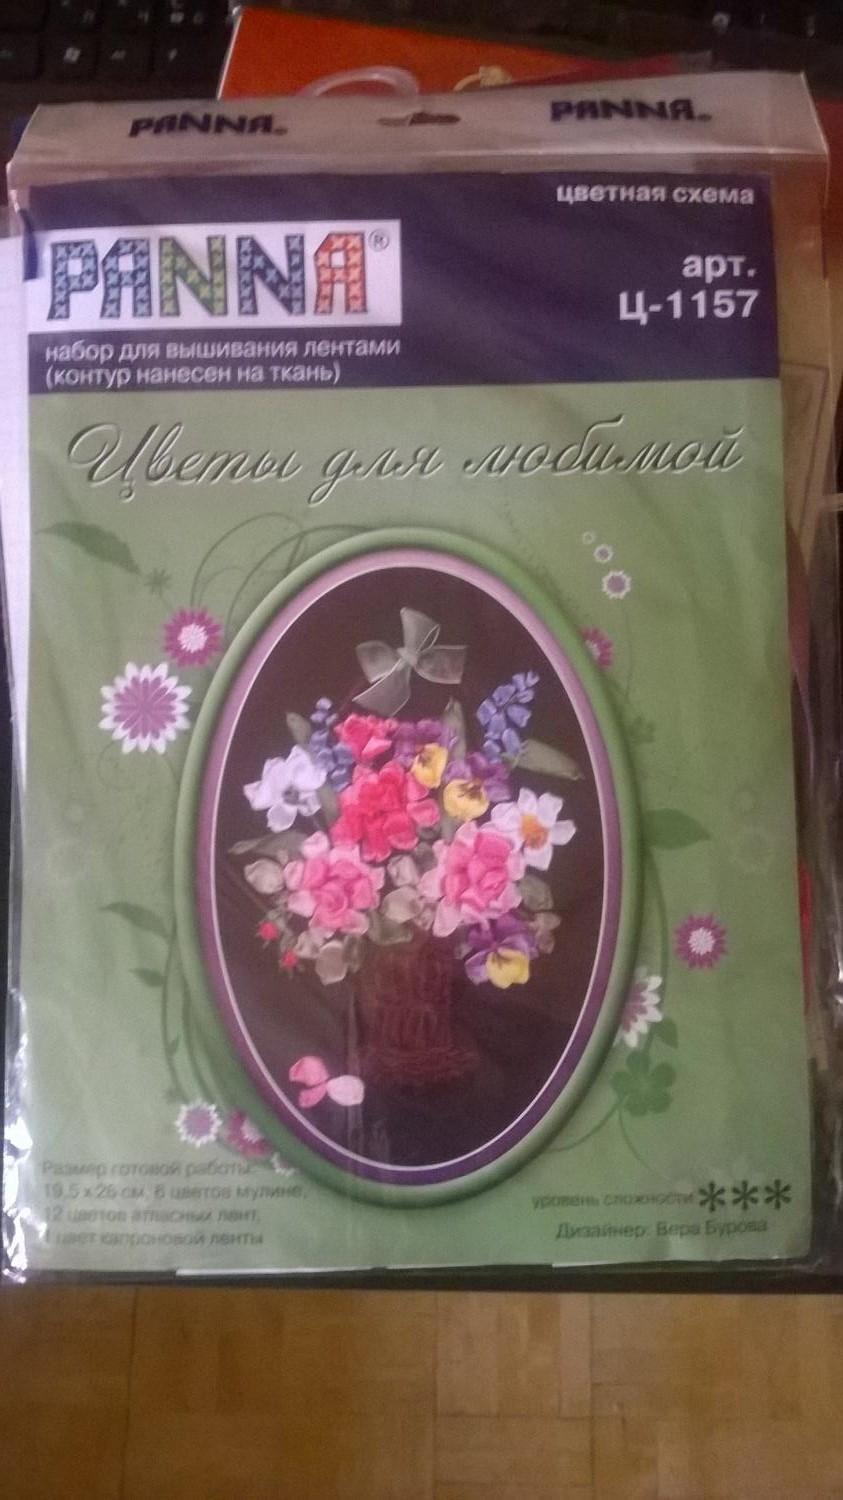 PANNA® PANNA®
цветная схема
PANNA®
арт.
Ц-1157
набор для вышивания лентами
(контур нанесен на ткань)
Цветы для любимой
Размер готовой работы:
19,5 х 26 см, 6 цветов мулине,
12 цветов атласных лент,
1 цвет капроновой ленты
уровень сложности ***
Дизайнер: Вера Бурова